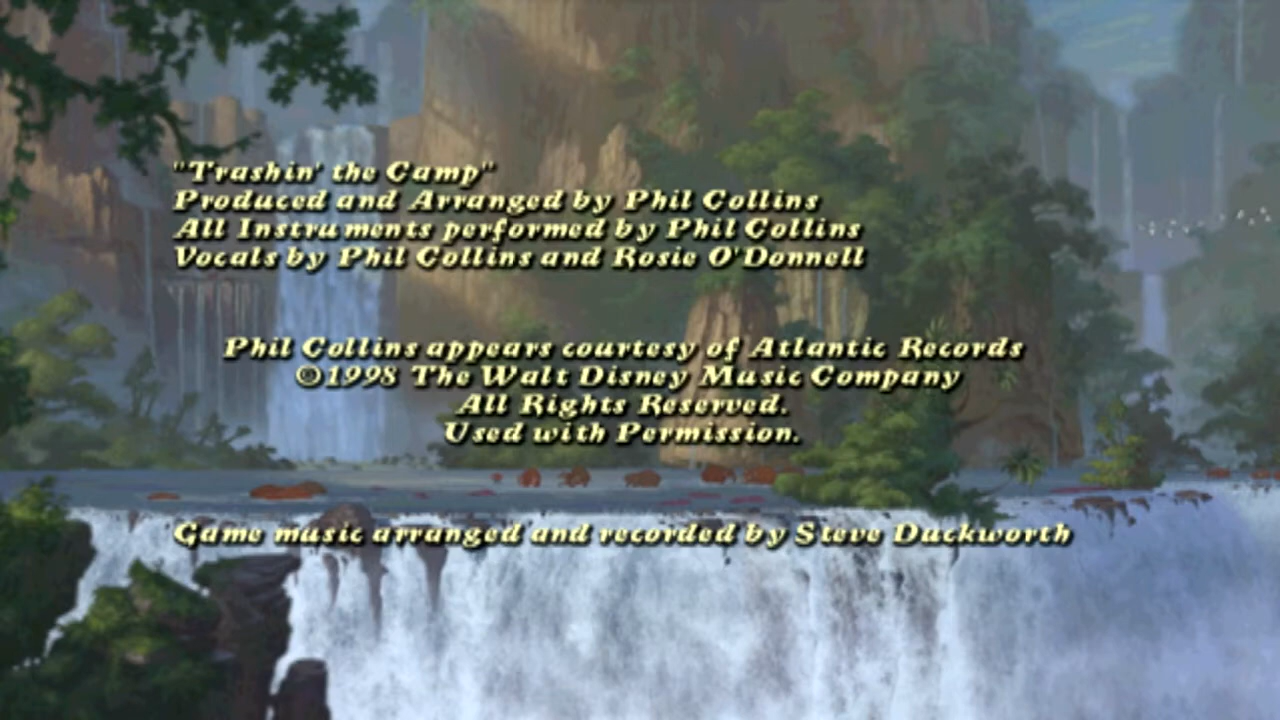 "Trashin' the Camp"
Produced and Arranged by Phil Collins
All Instruments performed by Phil Collins
Vocals by Phil Collins and Rosie O'Donnell
Phil Collins appears courtesy of Atlantic Records
©1998 The Walt Disney Music Company
All Rights Reserved.
Used with Permission.
Game music arranged and recorded by Steve Duckworth